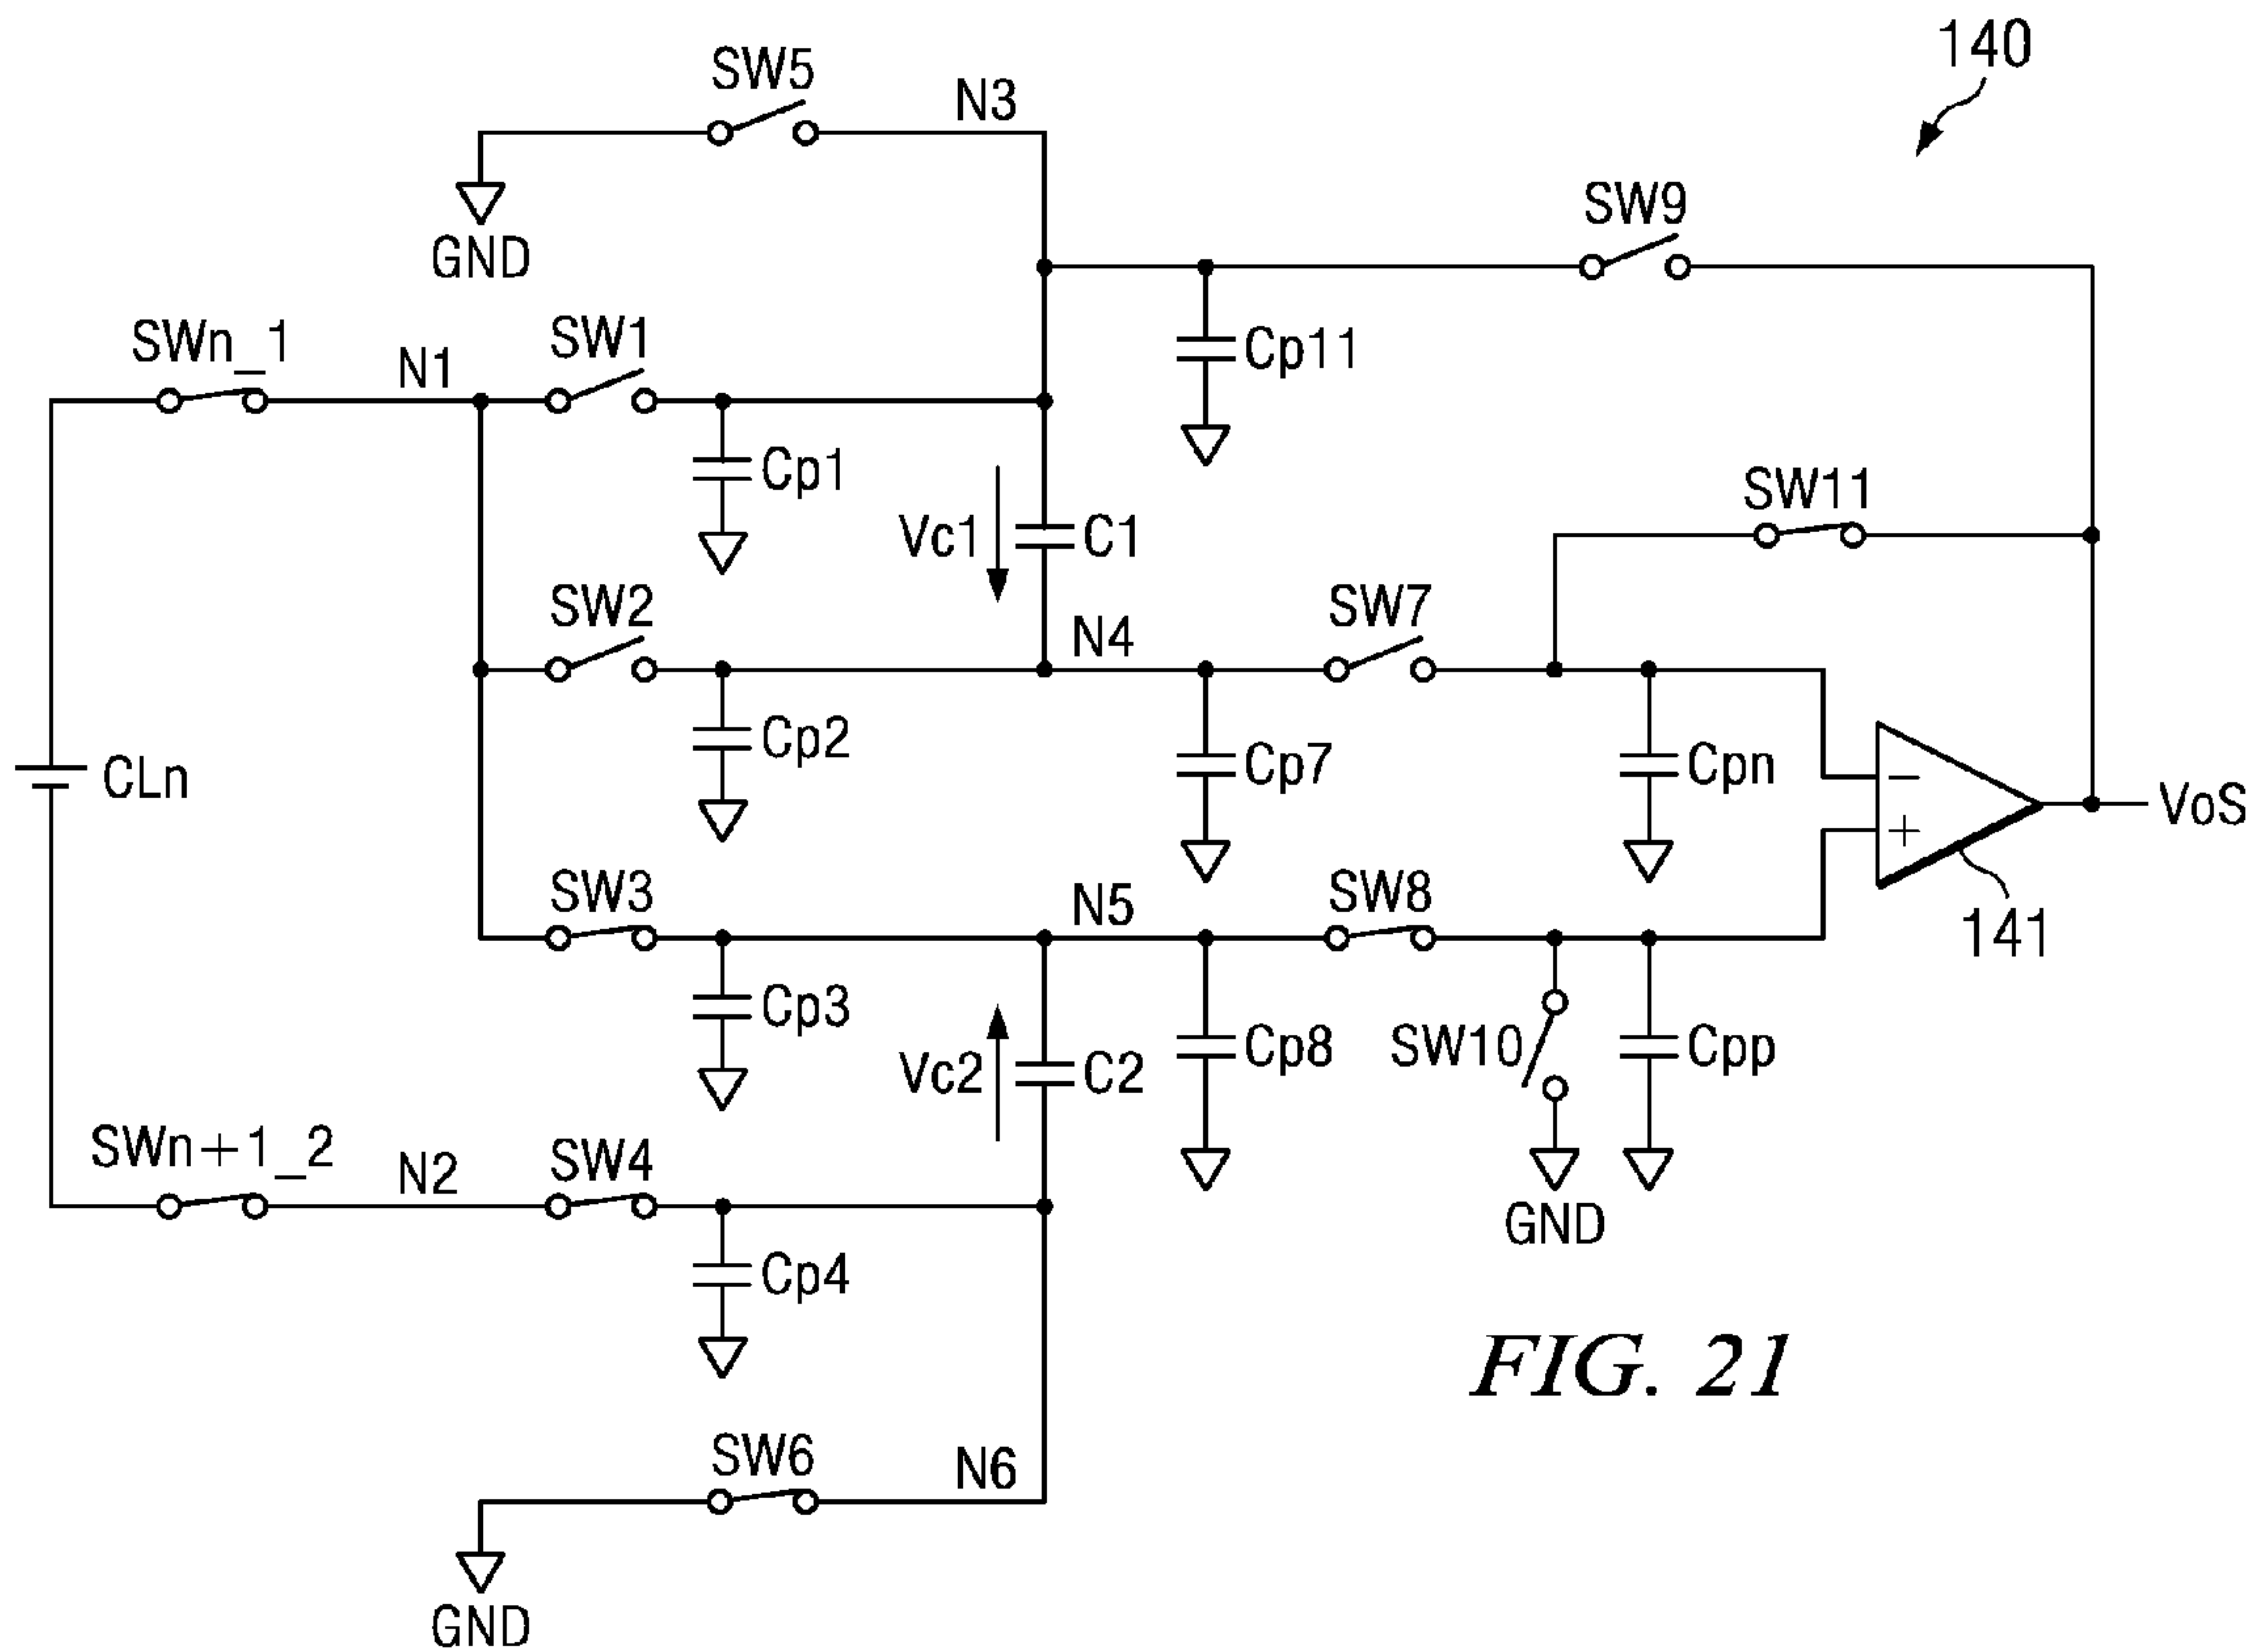 140
SW5
N3
GND
SW9
SWn_1
N1
SW1
Cp11
Cp1
SW11
Vc1
C1
SW2
N4
SW7
Cp2
Cp7
Cpn
CLn
−
+
VoS
141
SW3
N5
SW8
Cp3
Vc2
C2
Cp8
SW10
Cpp
SWn+1_2
N2
SW4
GND
Cp4
FIG. 21
SW6
N6
GND